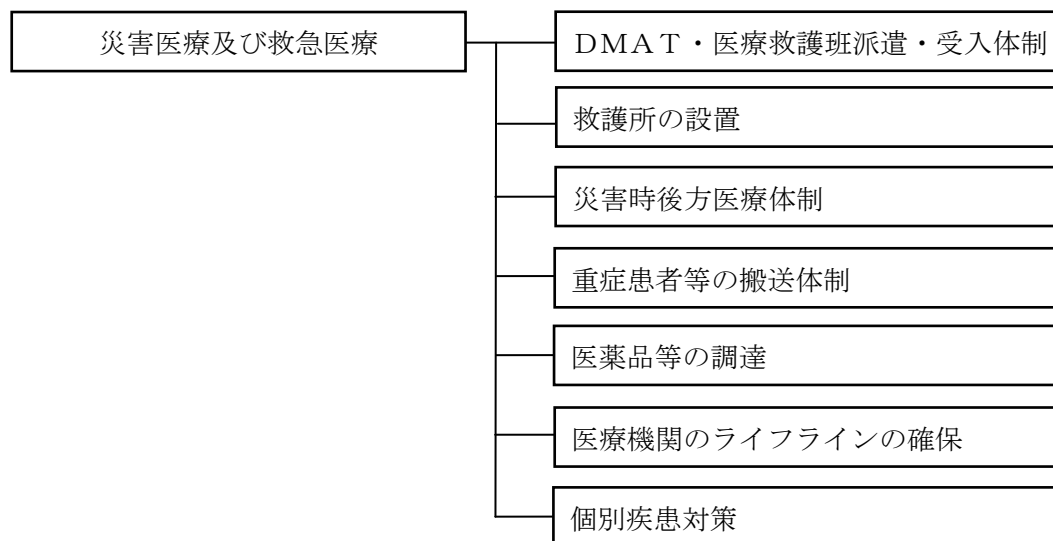 災害医療及び救急医療
ＤＭＡＴ・医療救護班派遣・受入体制
救護所の設置
災害時後方医療体制
重症患者等の搬送体制
医薬品等の調達
医療機関のライフラインの確保
個別疾患対策